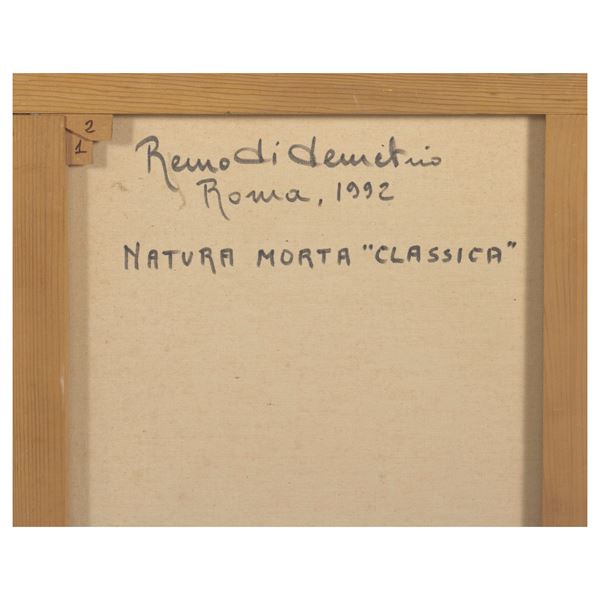 2
1
Remo di demetrio
Roma, 1992
NATURA MORTA "CLASSICA"